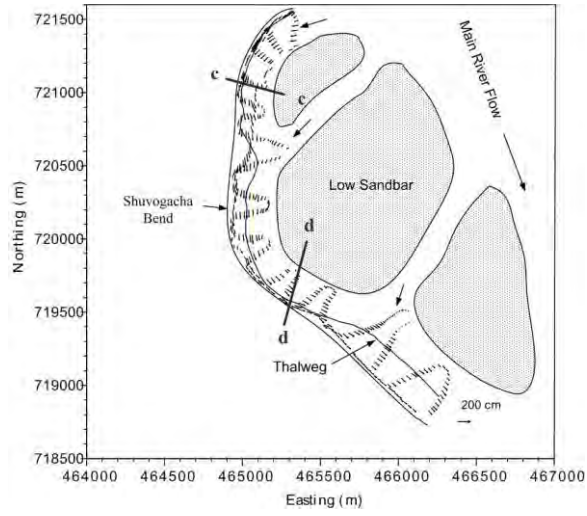 721500
721000
720500
720000
719500
719000
718500
Northing (m)
c
c
Main River Flow
Low Sandbar
Shuvogacha
Bend
d
d
Thalweg
200 cm
464000 464500 465000 465500 466000 466500 467000
Easting (m)